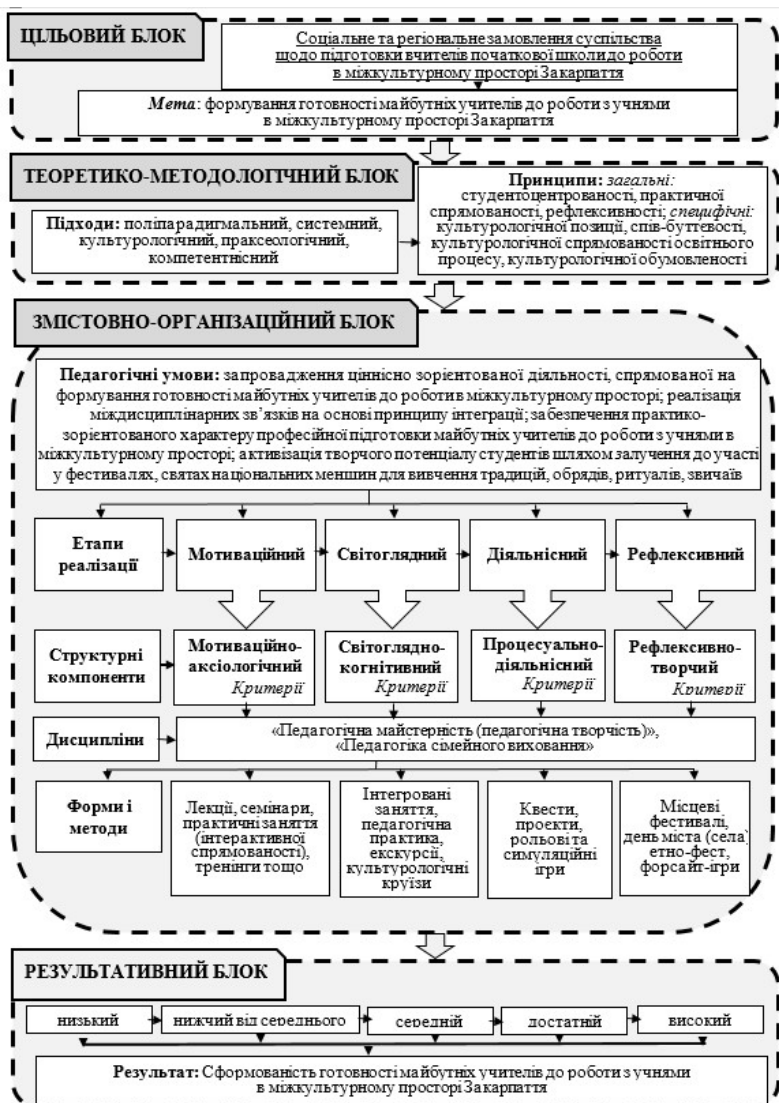 ЦІЛЬОВИЙ БЛОК
Соціальне та регіональне замовлення суспільства
щодо підготовки вчителів початкової школи до роботи
в міжкультурному просторі Закарпаття
Мета: формування готовності майбутніх учителів до роботи з учнями
в міжкультурному просторі Закарпаття
ТЕОРЕТИКО-МЕТОДОЛОГІЧНИЙ БЛОК
Підходи: поліпарадигмальний, системний,
культурологічний, праксеологічний,
компетентнісний
Принципи: загальні:
студентоцентрованості, практичної
спрямованості, рефлексивності; специфічні:
культурологічної позиції, спів-буттєвості,
культурологічної спрямованості освітнього
процесу, культурологічної обумовленості
ЗМІСТОВНО-ОРГАНІЗАЦІЙНИЙ БЛОК
Педагогічні умови: запровадження ціннісно зорієнтованої діяльності, спрямованої на
формування готовності майбутніх учителів до роботи в міжкультурному просторі; реалізація
міждисциплінарних зв’язків на основі принципу інтеграції; забезпечення практико-
зорієнтованого характеру професійної підготовки майбутніх учителів до роботи з учнями в
міжкультурному просторі; активізація творчого потенціалу студентів шляхом залучення до участі
у фестивалях, святах національних меншин для вивчення традицій, обрядів, ритуалів, звичаїв
Етапи
реалізації
Мотиваційний
Світоглядний
Діяльнісний
Рефлексивний
Структурні
компоненти
Мотиваційно-
аксіологічний
Критерії
Світоглядно-
когнітивний
Критерії
Процесуально-
діяльнісний
Критерії
Рефлексивно-
творчий
Критерії
Дисципліни
«Педагогічна майстерність (педагогічна творчість)»,
«Педагогіка сімейного виховання»
Форми і
методи
Лекції, семінари,
практичні заняття
(інтерактивної
спрямованості),
тренінги тощо
Інтегровані
заняття,
педагогічна
практика,
екскурсії,
культурологічні
круїзи
Квести,
проєкти,
рольові та
симуляційні
ігри
Місцеві
фестивалі,
день міста (села)
етно-фест,
форсайт-ігри
РЕЗУЛЬТАТИВНИЙ БЛОК
низький
нижчий від середнього
середній
достатній
високий
Результат: Сформованість готовності майбутніх учителів до роботи з учнями
в міжкультурному просторі Закарпаття